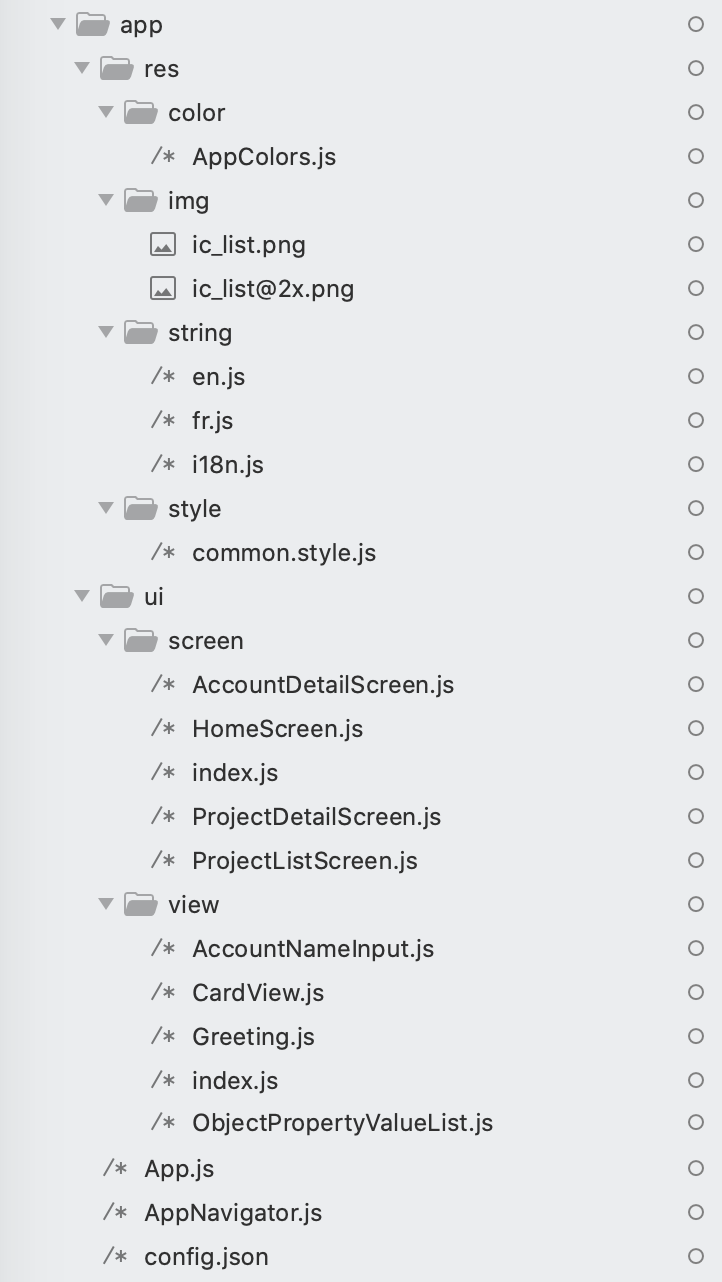 app
res
color
/* AppColors.js
img
ic_list.png
ic_list@2x.png
string
/* en.js
/* fr.js
/* i18n.js
style
/* common.style.js
ui
screen
/* AccountDetailScreen.js
/* HomeScreen.js
/* index.js
/* ProjectDetailScreen.js
/* ProjectListScreen.js
view
/* AccountNameInput.js
/* CardView.js
/* Greeting.js
/* index.js
/* ObjectPropertyValueList.js
/* App.js
/* AppNavigator.js
/* config.json